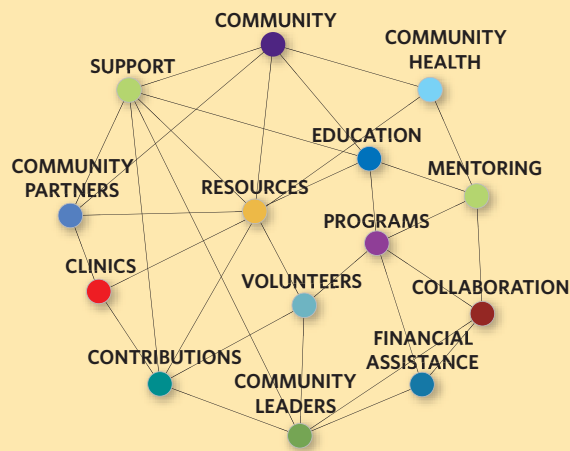 COMMUNITY
COMMUNITY
HEALTH
SUPPORT
EDUCATION
COMMUNITY
PARTNERS
RESOURCES
MENTORING
PROGRAMS
CLINICS
VOLUNTEERS
COLLABORATION
FINANCIAL
ASSISTANCE
CONTRIBUTIONS
COMMUNITY
LEADERS